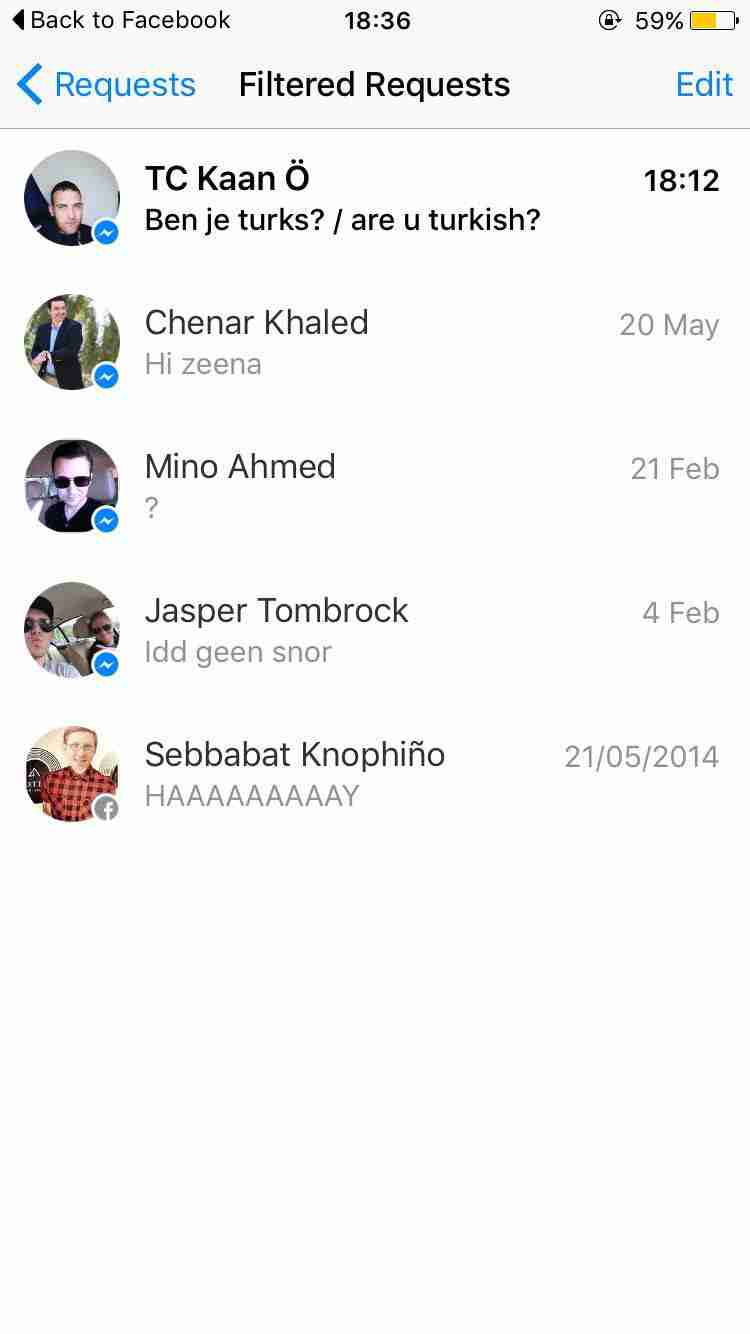 Back to Facebook 18:36 59%
Requests Filtered Requests Edit
TC Kaan Ö 18:12
Ben je turks? / are u turkish?
Chenar Khaled 20 May
Hi zeena
Mino Ahmed 21 Feb
?
Jasper Tombrock 4 Feb
Idd geen snor
Sebbabat Knophiño 21/05/2014
HAAAAAAAAAY